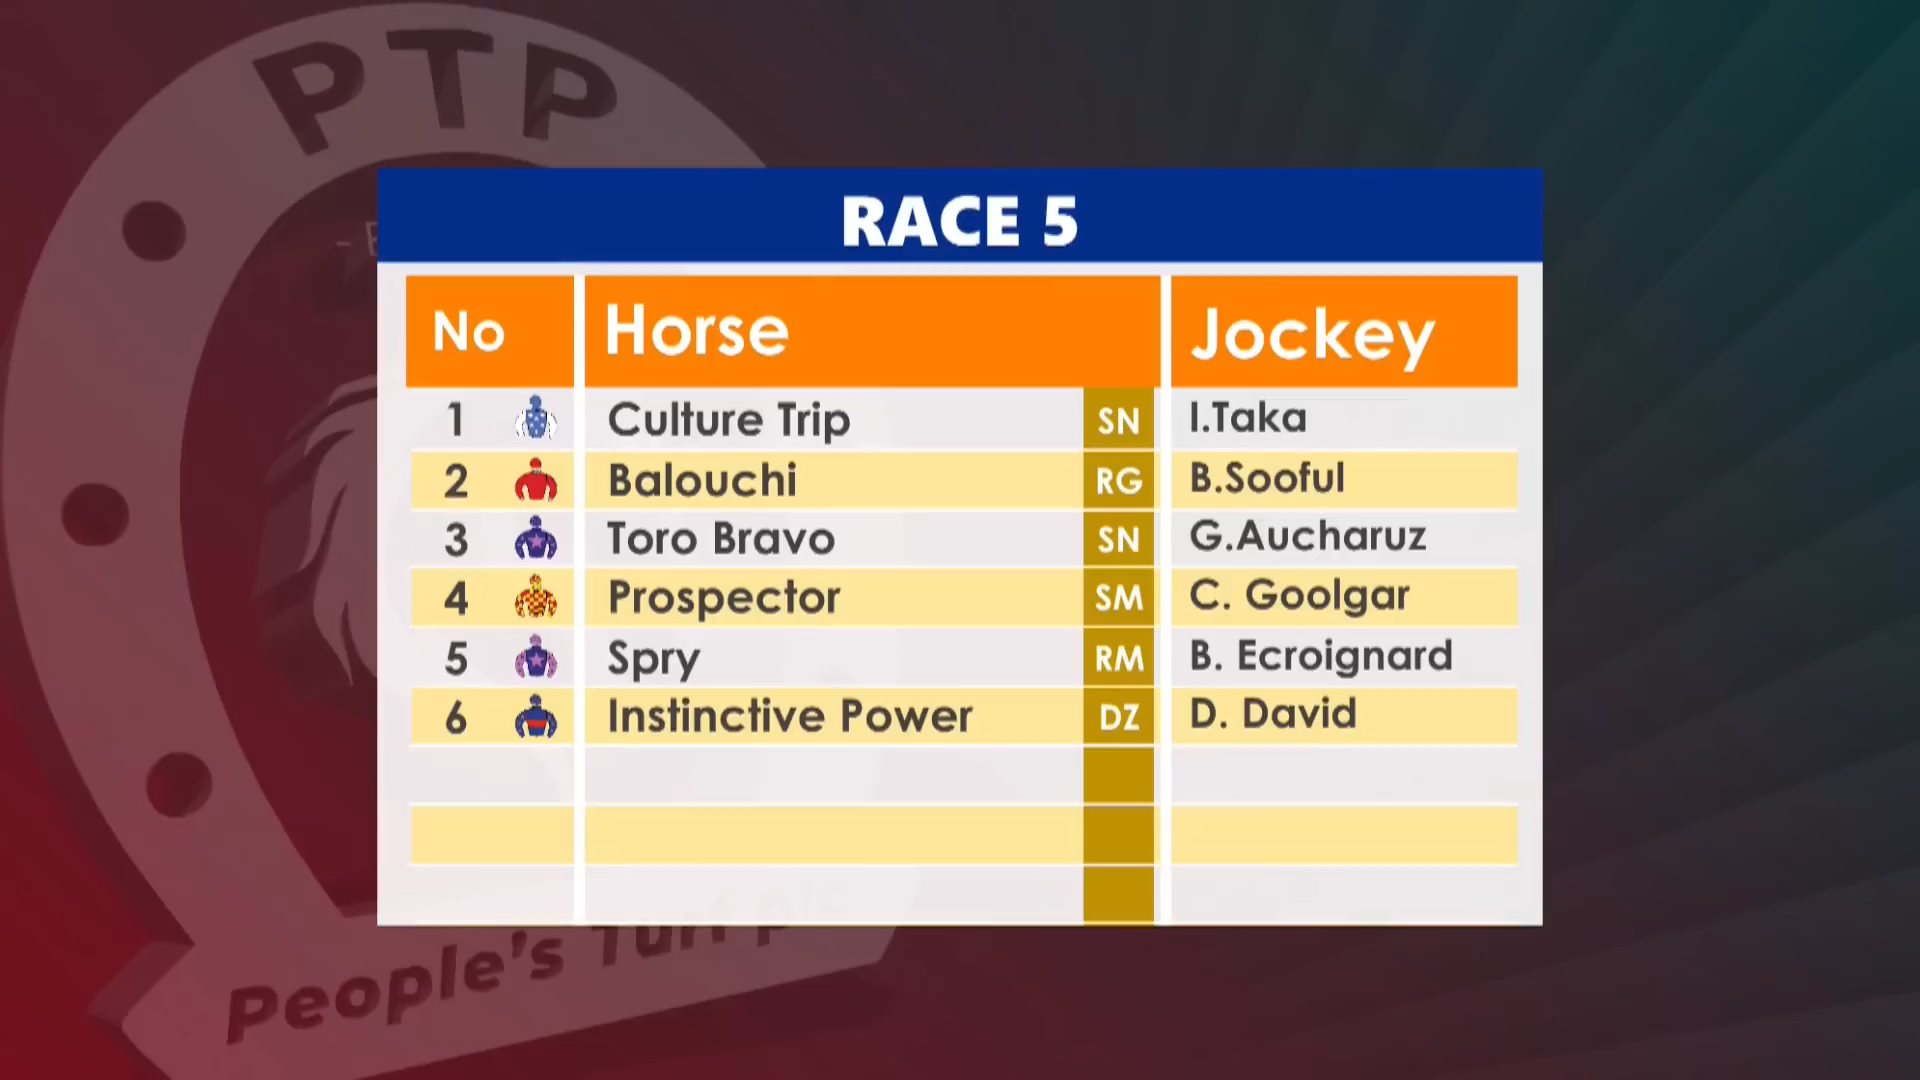 PTP
RACE 5
No Horse Jockey
1 Culture Trip SN I.Taka
2 Balouchi RG B.Sooful
3 Toro Bravo SN G.Aucharuz
4 Prospector SM C. Goolgar
5 Spry RM B. Ecroignard
6 Instinctive Power DZ D. David
People's Turf plc